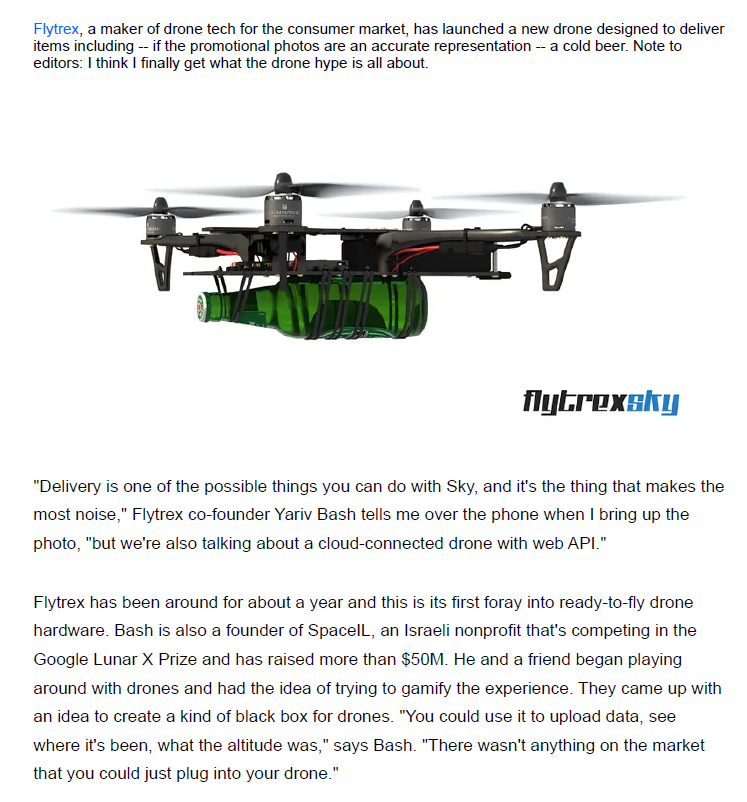 Flytrex, a maker of drone tech for the consumer market, has launched a new drone designed to deliver
items including -- if the promotional photos are an accurate representation -- a cold beer. Note to
editors: I think I finally get what the drone hype is all about.
flytrexsky
"Delivery is one of the possible things you can do with Sky, and it's the thing that makes the
most noise," Flytrex co-founder Yariv Bash tells me over the phone when I bring up the
photo, "but we're also talking about a cloud-connected drone with web API."
Flytrex has been around for about a year and this is its first foray into ready-to-fly drone
hardware. Bash is also a founder of SpaceIL, an Israeli nonprofit that's competing in the
Google Lunar X Prize and has raised more than $50M. He and a friend began playing
around with drones and had the idea of trying to gamify the experience. They came up with
an idea to create a kind of black box for drones. "You could use it to upload data, see
where it's been, what the altitude was," says Bash. "There wasn't anything on the market
that you could just plug into your drone."